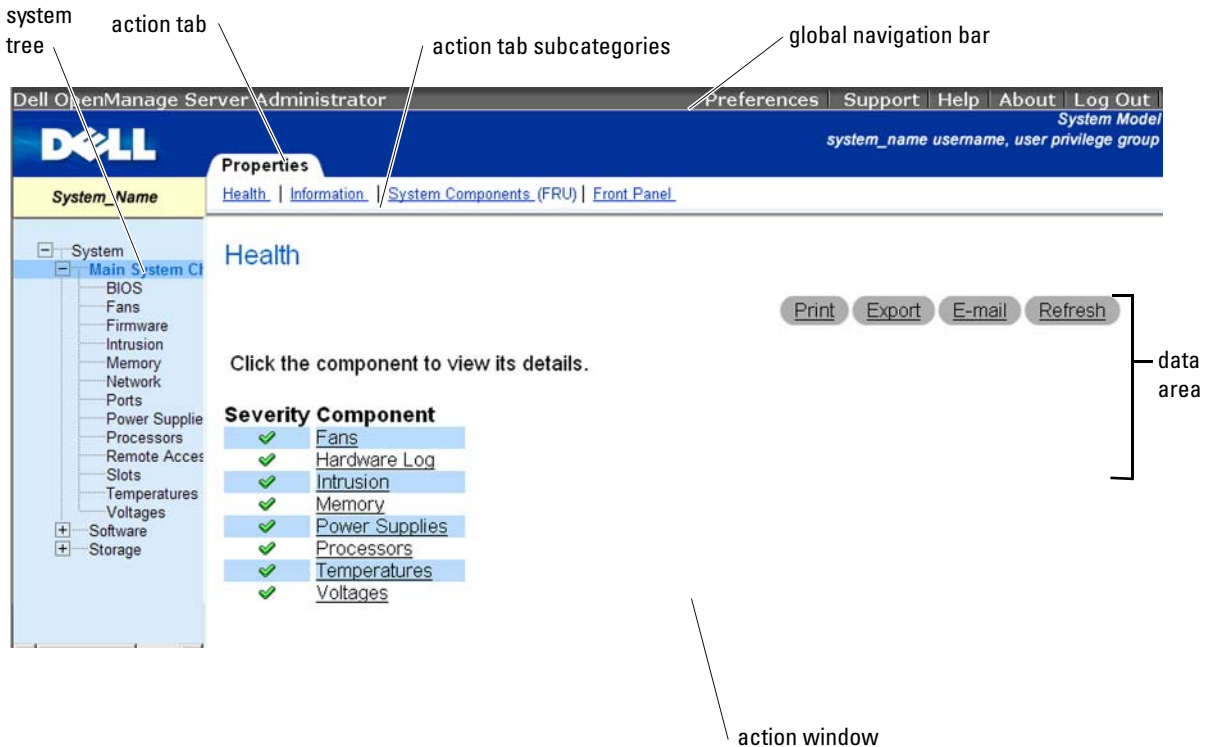 system
tree
action tab
action tab subcategories
global navigation bar
Dell OpenManage Server Administrator
Preferences | Support | Help | About | Log Out |
System Model
system_name username, user privilege group
DELL
Properties
System_Name
Health | Information | System Components (FRU) | Front Panel
System
Main System Ch
BIOS
Fans
Firmware
Intrusion
Memory
Network
Ports
Power Supplie
Processors
Remote Acces
Slots
Temperatures
Voltages
Software
Storage
Health
Print
Export
E-mail
Refresh
data
area
Click the component to view its details.
Severity Component
Fans
Hardware Log
Intrusion
Memory
Power Supplies
Processors
Temperatures
Voltages
action window